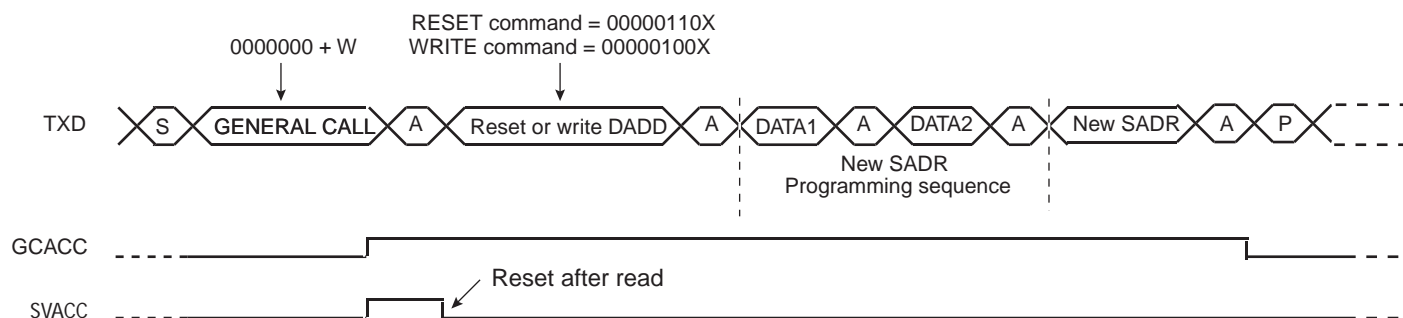 RESET command = 00000110X
0000000 + W
WRITE command = 00000100X
TXD
S
GENERAL CALL
A
Reset or write DADD
A
DATA1
A
DATA2
A
New SADR
A
P
New SADR
Programming sequence
GCACC
Reset after read
SVACC